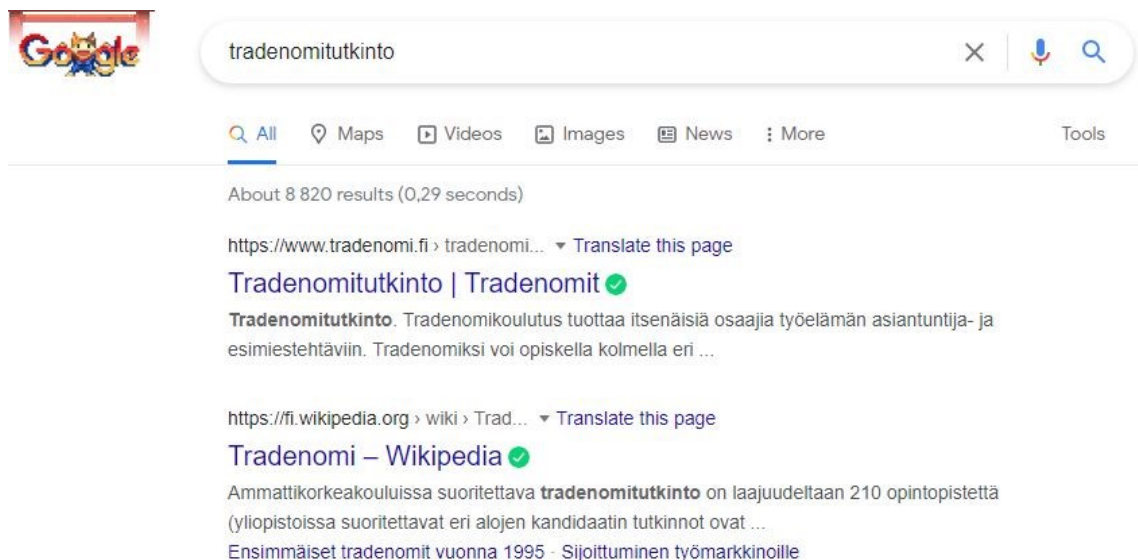 Google
tradenomitutkinto
All Maps Videos Images News More Tools
About 8 820 results (0,29 seconds)
https://www.tradenomi.fi › tradenomi... Translate this page
Tradenomitutkinto | Tradenomit
Tradenomitutkinto. Tradenomikoulutus tuottaa itsenäisiä osaajia työelämän asiantuntija- ja
esimiestehtäviin. Tradenomiksi voi opiskella kolmella eri ...
https://fi.wikipedia.org › wiki › Trad... Translate this page
Tradenomi – Wikipedia
Ammattikorkeakouluissa suoritettava tradenomitutkinto on laajuudeltaan 210 opintopistettä
(yliopistoissa suoritettavat eri alojen kandidaatin tutkinnot ovat ...
Ensimmäiset tradenomit vuonna 1995 · Sijoittuminen työmarkkinoille